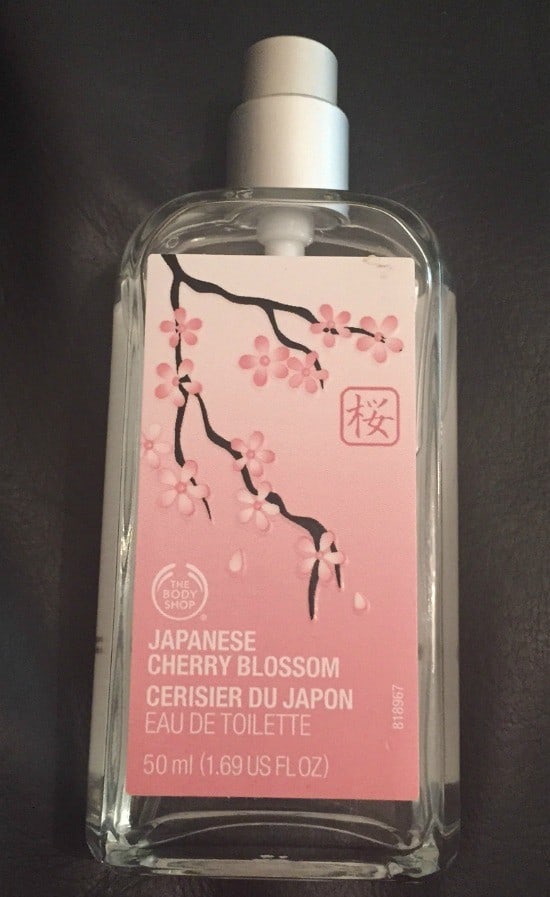 桜
THE
BODY
SHOP
®
JAPANESE
CHERRY BLOSSOM
CERISIER DU JAPON
EAU DE TOILETTE
50 ml (1.69 US FL OZ)
818967